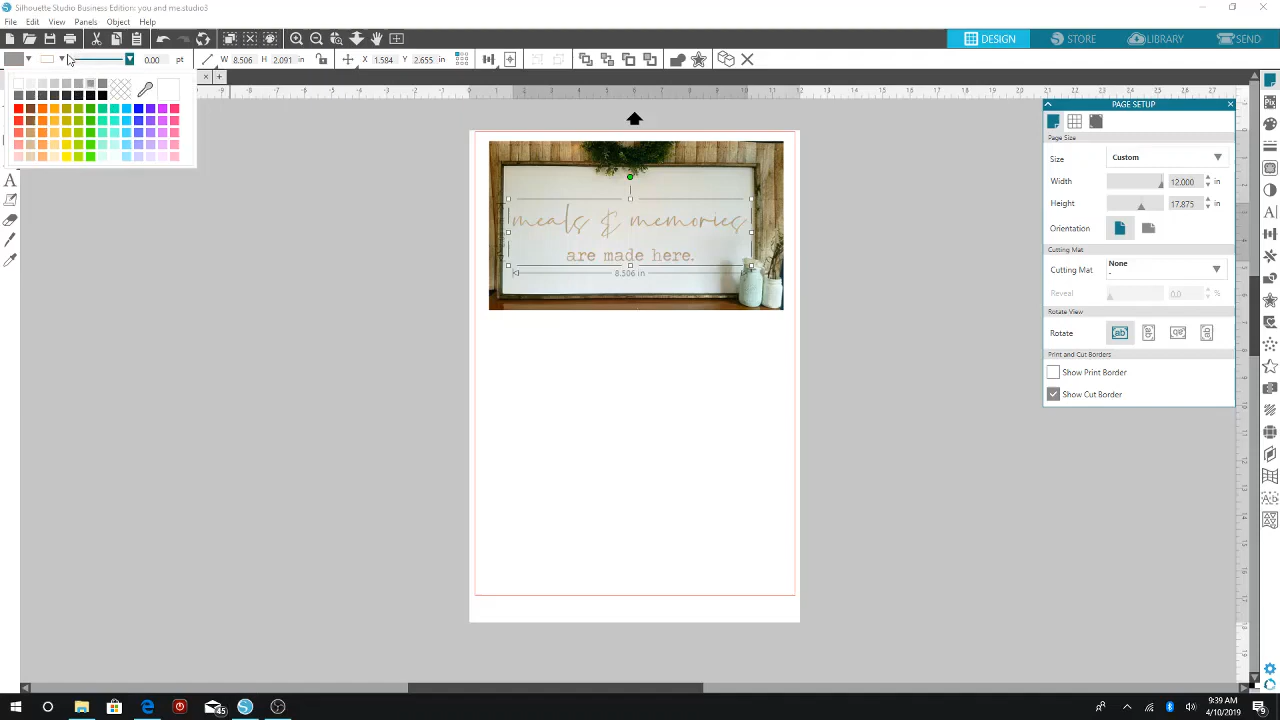 Silhouette Studio Business Edition: you and me.studio3
File Edit View Panels Object Help
DESIGN STORE LIBRARY SEND
0.00 pt W 8.506 H 2.091 in X 1.584 Y 2.655 in
PAGE SETUP
Page Size
Size Custom
Width 12.000 in
Height 17.875 in
Orientation
Cutting Mat
Cutting Mat None
-
Reveal 0.0 %
Rotate View
Rotate
Print and Cut Borders
Show Print Border
Show Cut Border
meals & memories
are made here.
8.506 in
9:39 AM
4/10/2019